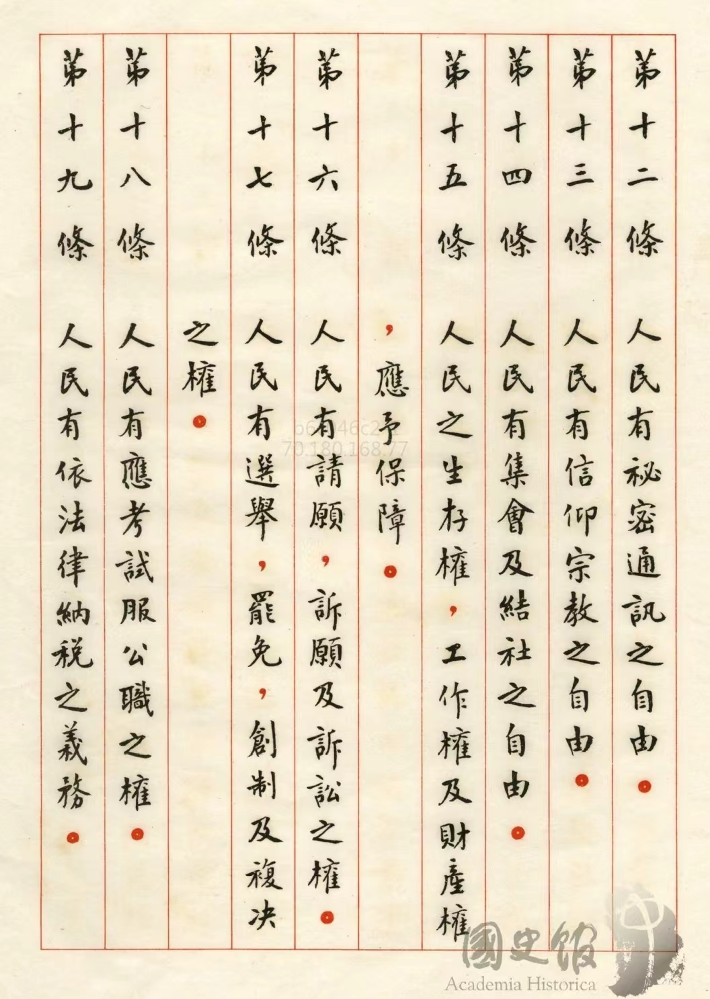 第十二條 人民有祕密通訊之自由。
第十三條 人民有信仰宗教之自由。
第十四條 人民有集會及結社之自由。
第十五條 人民之生存權，工作權及財產權
，應予保障。
第十六條 人民有請願，訴願及訴訟之權。
第十七條 人民有選舉，罷免，創制及複决
之權。
第十八條 人民有應考試服公職之權。
第十九條 人民有依法律納税之義務。
70.180.168.77
國史館
Academia Historica